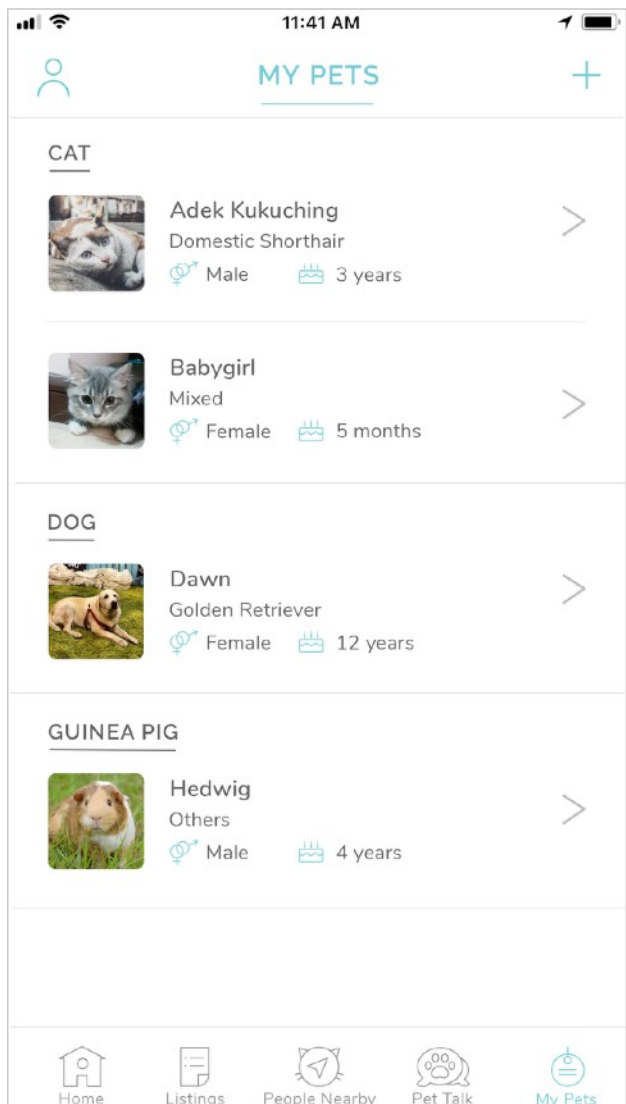 11:41 AM
MY PETS
CAT
Adek Kukuching
Domestic Shorthair
Male 3 years
Babygirl
Mixed
Female 5 months
DOG
Dawn
Golden Retriever
Female 12 years
GUINEA PIG
Hedwig
Others
Male 4 years
Home Listings People Nearby Pet Talk My Pets